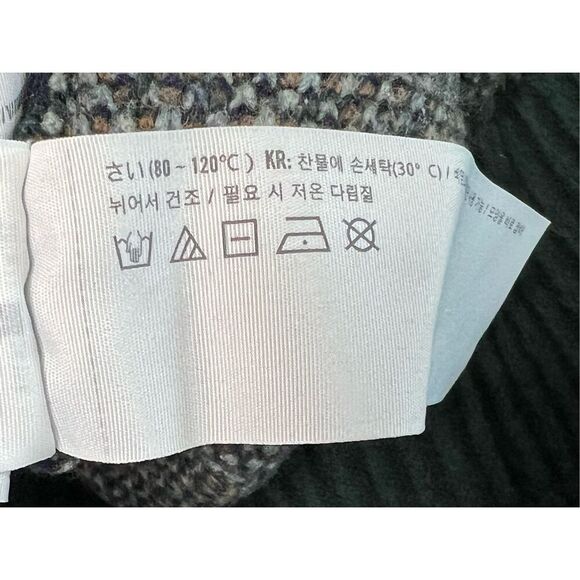 さい(80 ~ 120℃) KR: 찬물에 손세탁(30° C) /
뉘어서 건조 / 필요 시 저온 다림질